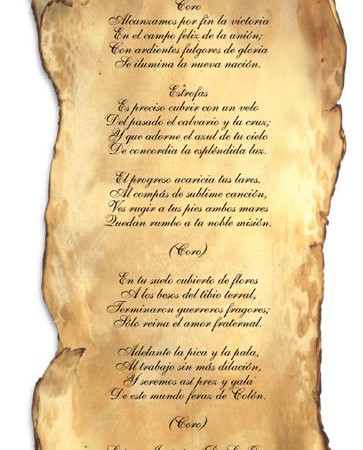 Coro
Alcanzamos por fin la victoria
En el campo feliz de la unión;
Con ardientes fulgores de gloria
Se ilumina la nueva nación.
Estrofas
Es preciso cubrir con un velo
Del pasado el calvario y la cruz;
Y que adorne el azul de tu cielo
De concordia la espléndida luz.
El progreso acaricia tus lares.
Al compás de sublime canción,
Ves rugir a tus pies ambos mares
Quedan rumbo a tu noble misión.
(Coro)
En tu suelo cubierto de flores
A los besos del tibio terral,
Terminaron guerreros fragores;
Sólo reina el amor fraternal.
Adelante la pica y la pala,
Al trabajo sin más dilación,
Y seremos así prez y gala
De este mundo feraz de Colón.
(Coro)